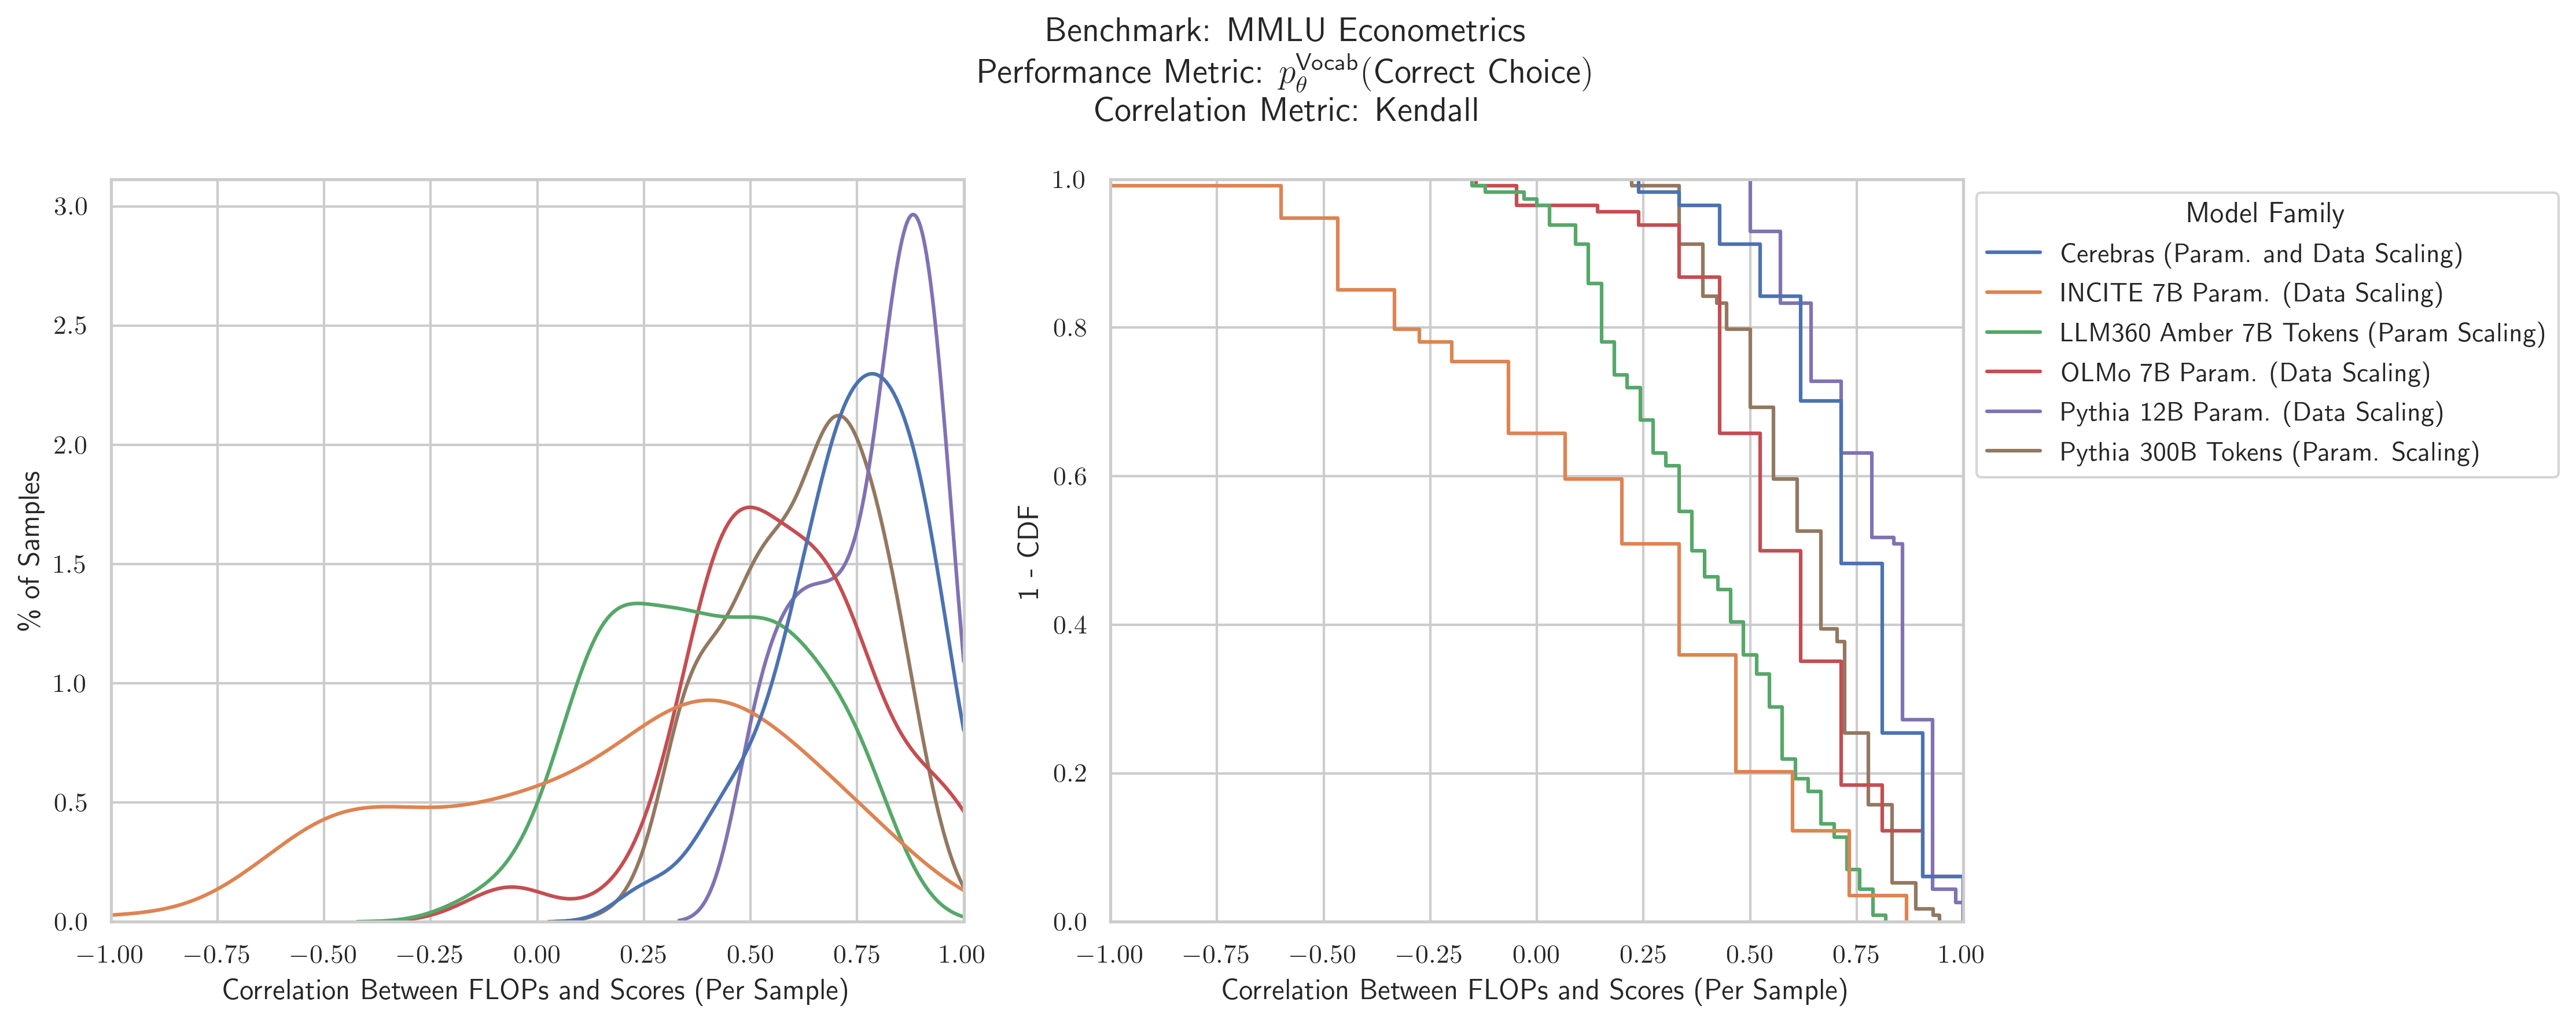 Benchmark: MMLU Econometrics
Performance Metric: $p_\theta^{\text{Vocab}}$(Correct Choice)
Correlation Metric: Kendall
% of Samples
3.0
2.5
2.0
1.5
1.0
0.5
0.0
−1.00 −0.75 −0.50 −0.25 0.00 0.25 0.50 0.75 1.00
Correlation Between FLOPs and Scores (Per Sample)
1 - CDF
1.0
0.8
0.6
0.4
0.2
0.0
−1.00 −0.75 −0.50 −0.25 0.00 0.25 0.50 0.75 1.00
Correlation Between FLOPs and Scores (Per Sample)
Model Family
Cerebras (Param. and Data Scaling)
INCITE 7B Param. (Data Scaling)
LLM360 Amber 7B Tokens (Param Scaling)
OLMo 7B Param. (Data Scaling)
Pythia 12B Param. (Data Scaling)
Pythia 300B Tokens (Param. Scaling)